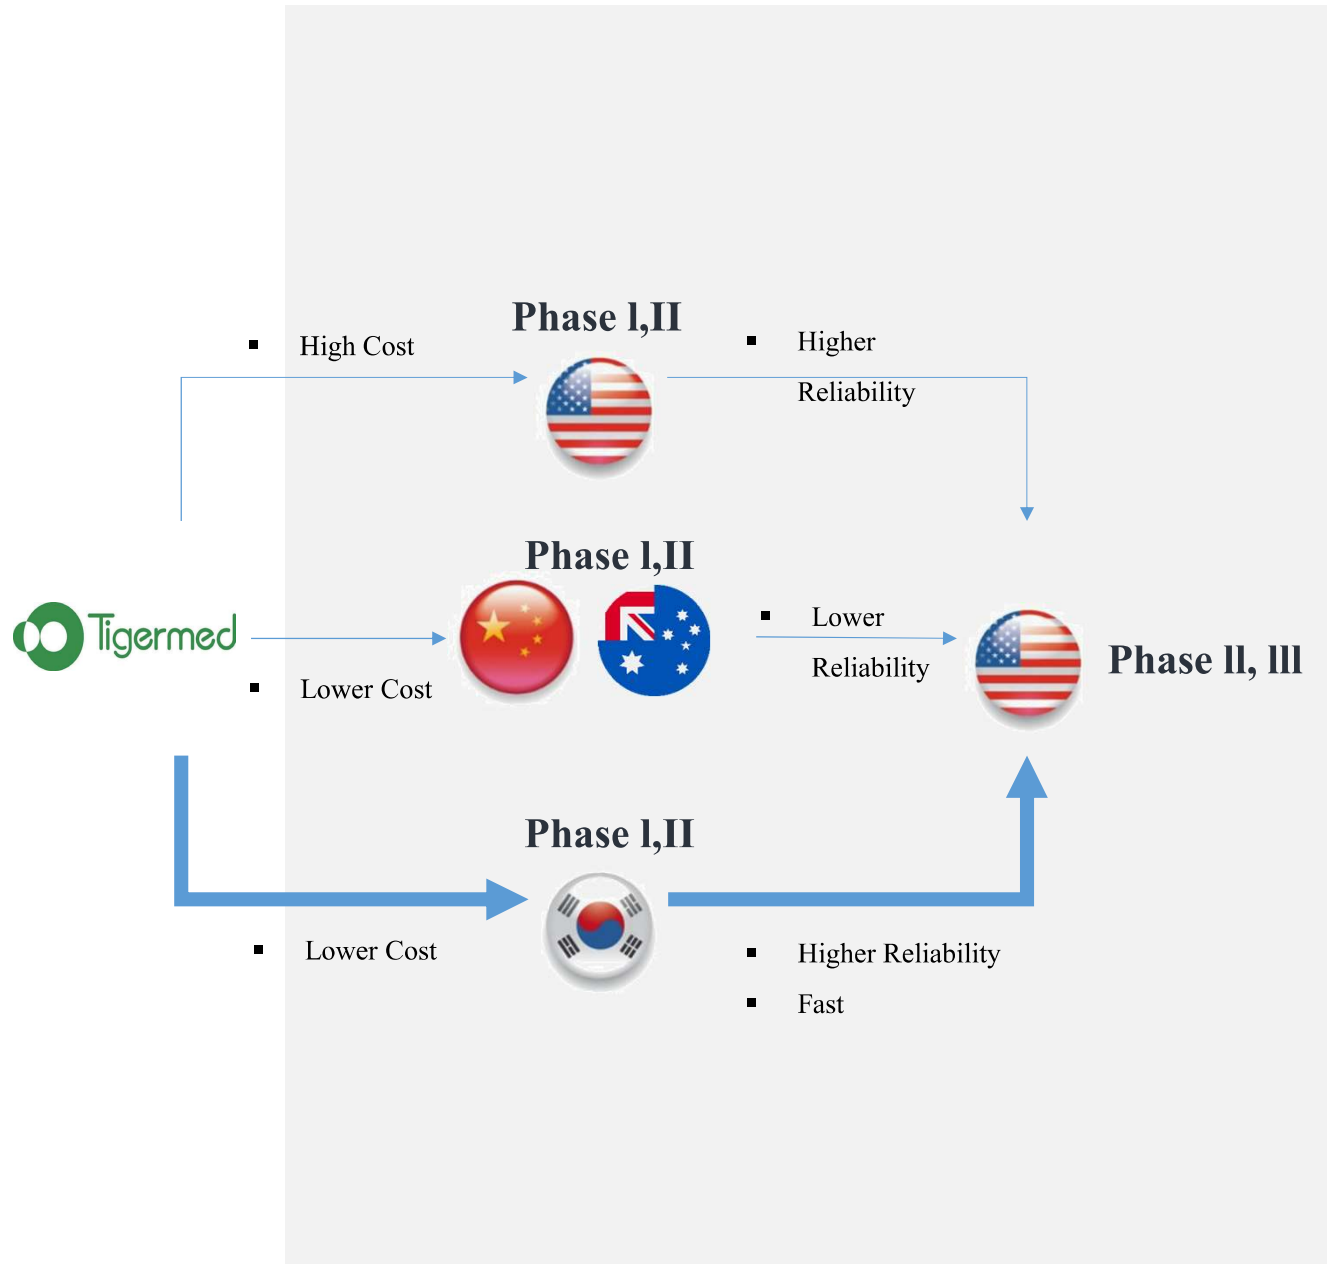 Phase l,II
▪ High Cost
▪ Higher
Reliability
Phase l,II
Tigermed
▪ Lower
Reliability
▪ Lower Cost
Phase ll, lll
Phase l,II
▪ Lower Cost
▪ Higher Reliability
▪ Fast